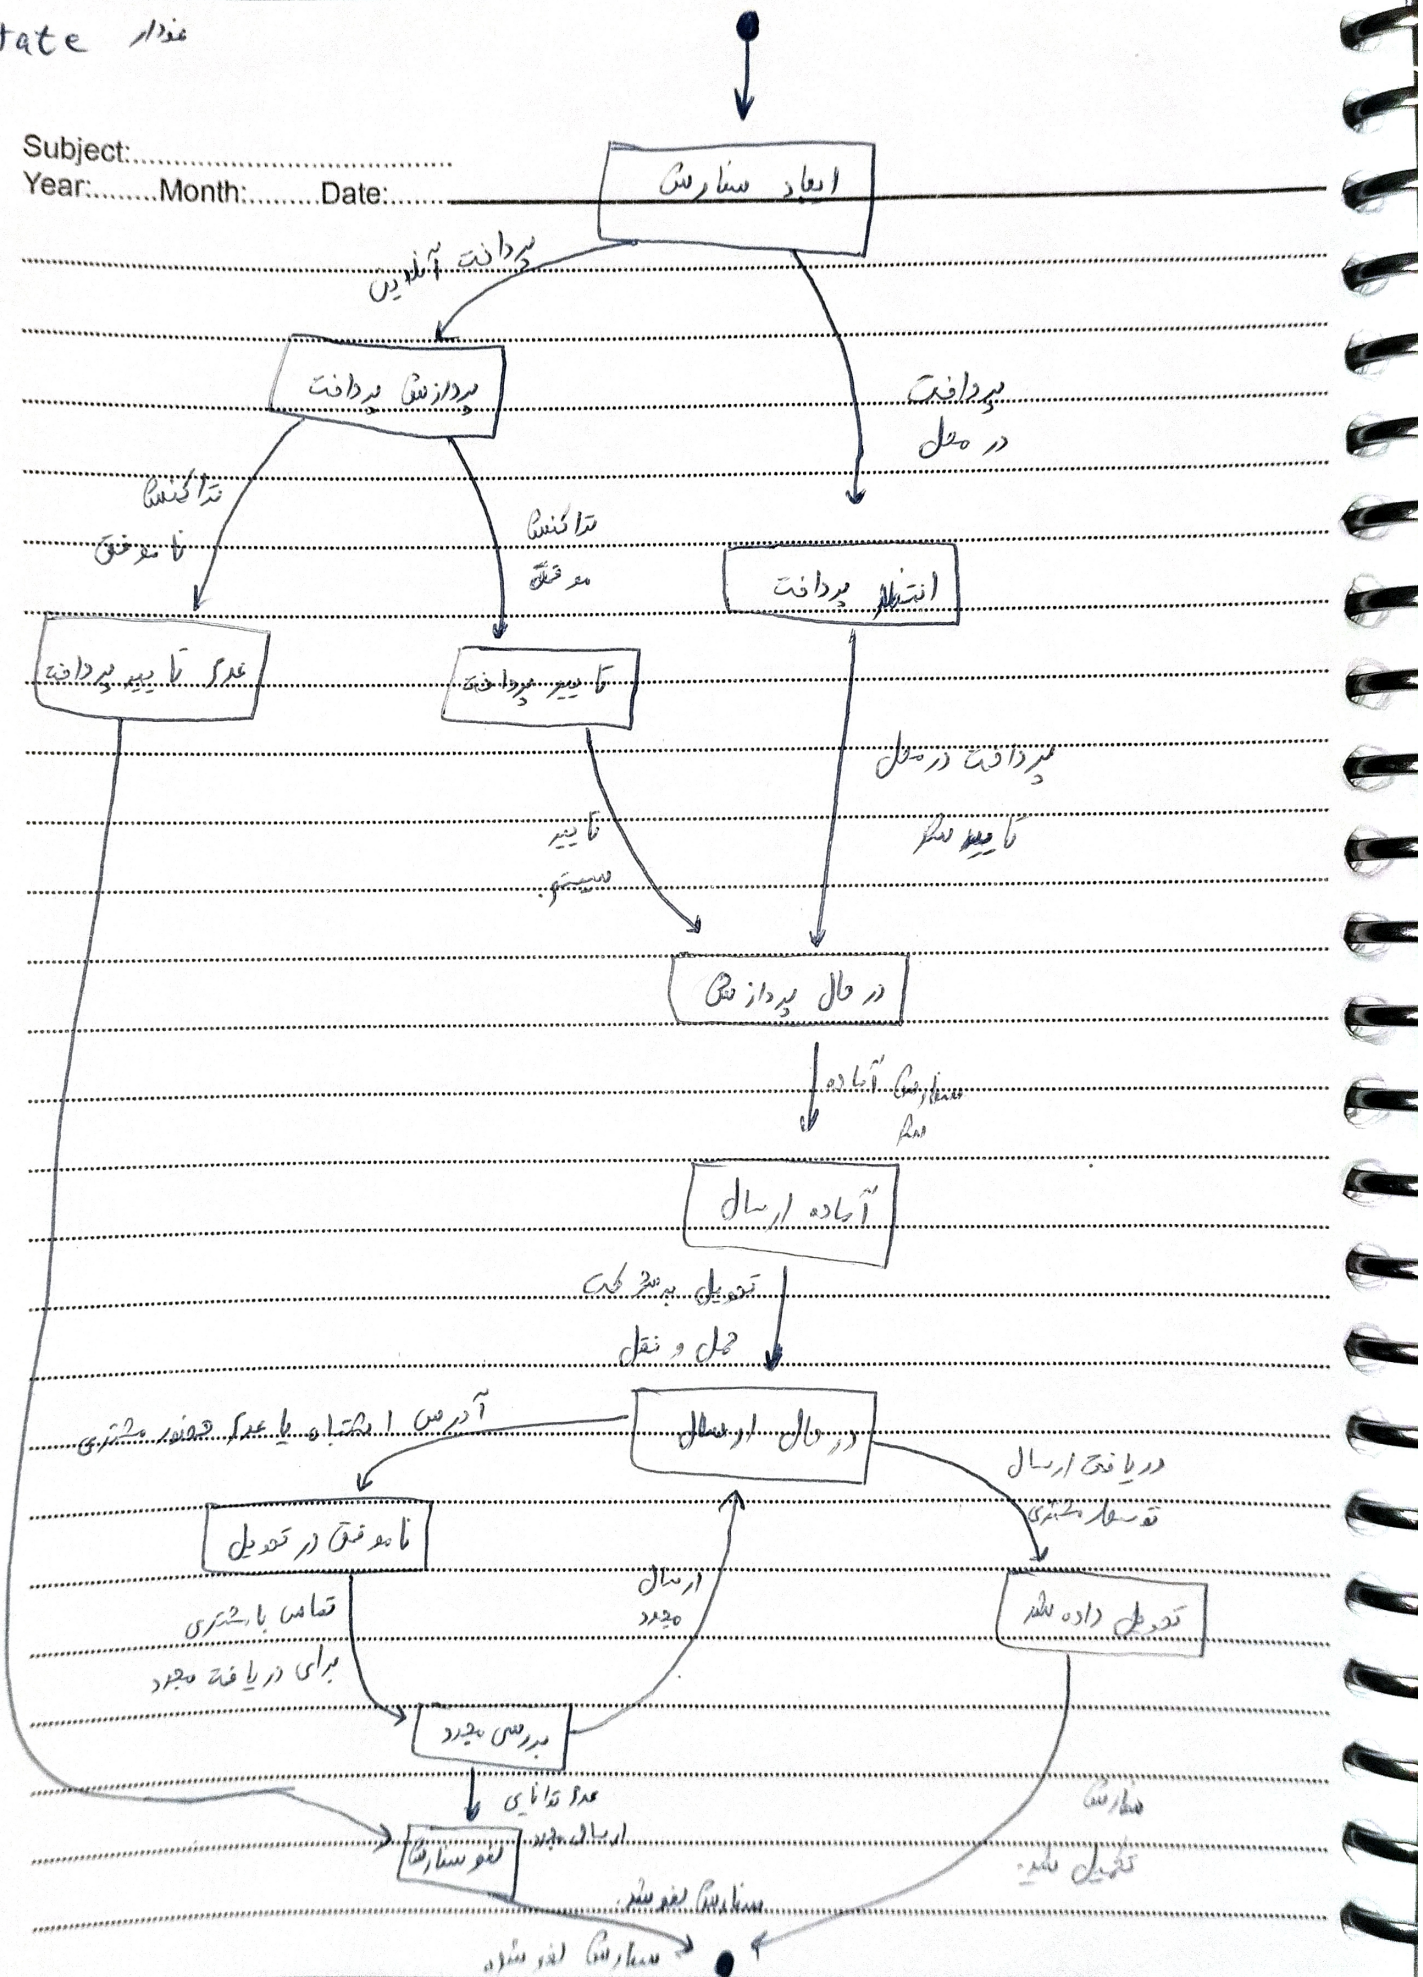 نمودار tate
Subject:
Year: Month: Date:
ایجاد سفارش
پرداخت آنلاین
پردازش پرداخت
پرداخت
در محل
تراکنش
ناموفق
تراکنش
موفق
انتظار پرداخت
عدم تایید پرداخت
تایید پرداخت
پرداخت در محل
تایید شد
تایید
سیستم.
در حال پردازش
سفارش آماده
شد
آماده ارسال
تحویل به شرکت
حمل و نقل
در حال ارسال
آدرس اشتباه یا عدم حضور مشتری
دریافت ارسال
توسط مشتری
ناموفق در تحویل
ارسال
مجدد
تحویل داده شد
تماس با مشتری
برای دریافت مجدد
بررسی مجدد
عدم توانایی
ارسال مجدد
لغو سفارش
سفارش
تکمیل شد.
سفارش لغو شد.
سفارش لغو شده